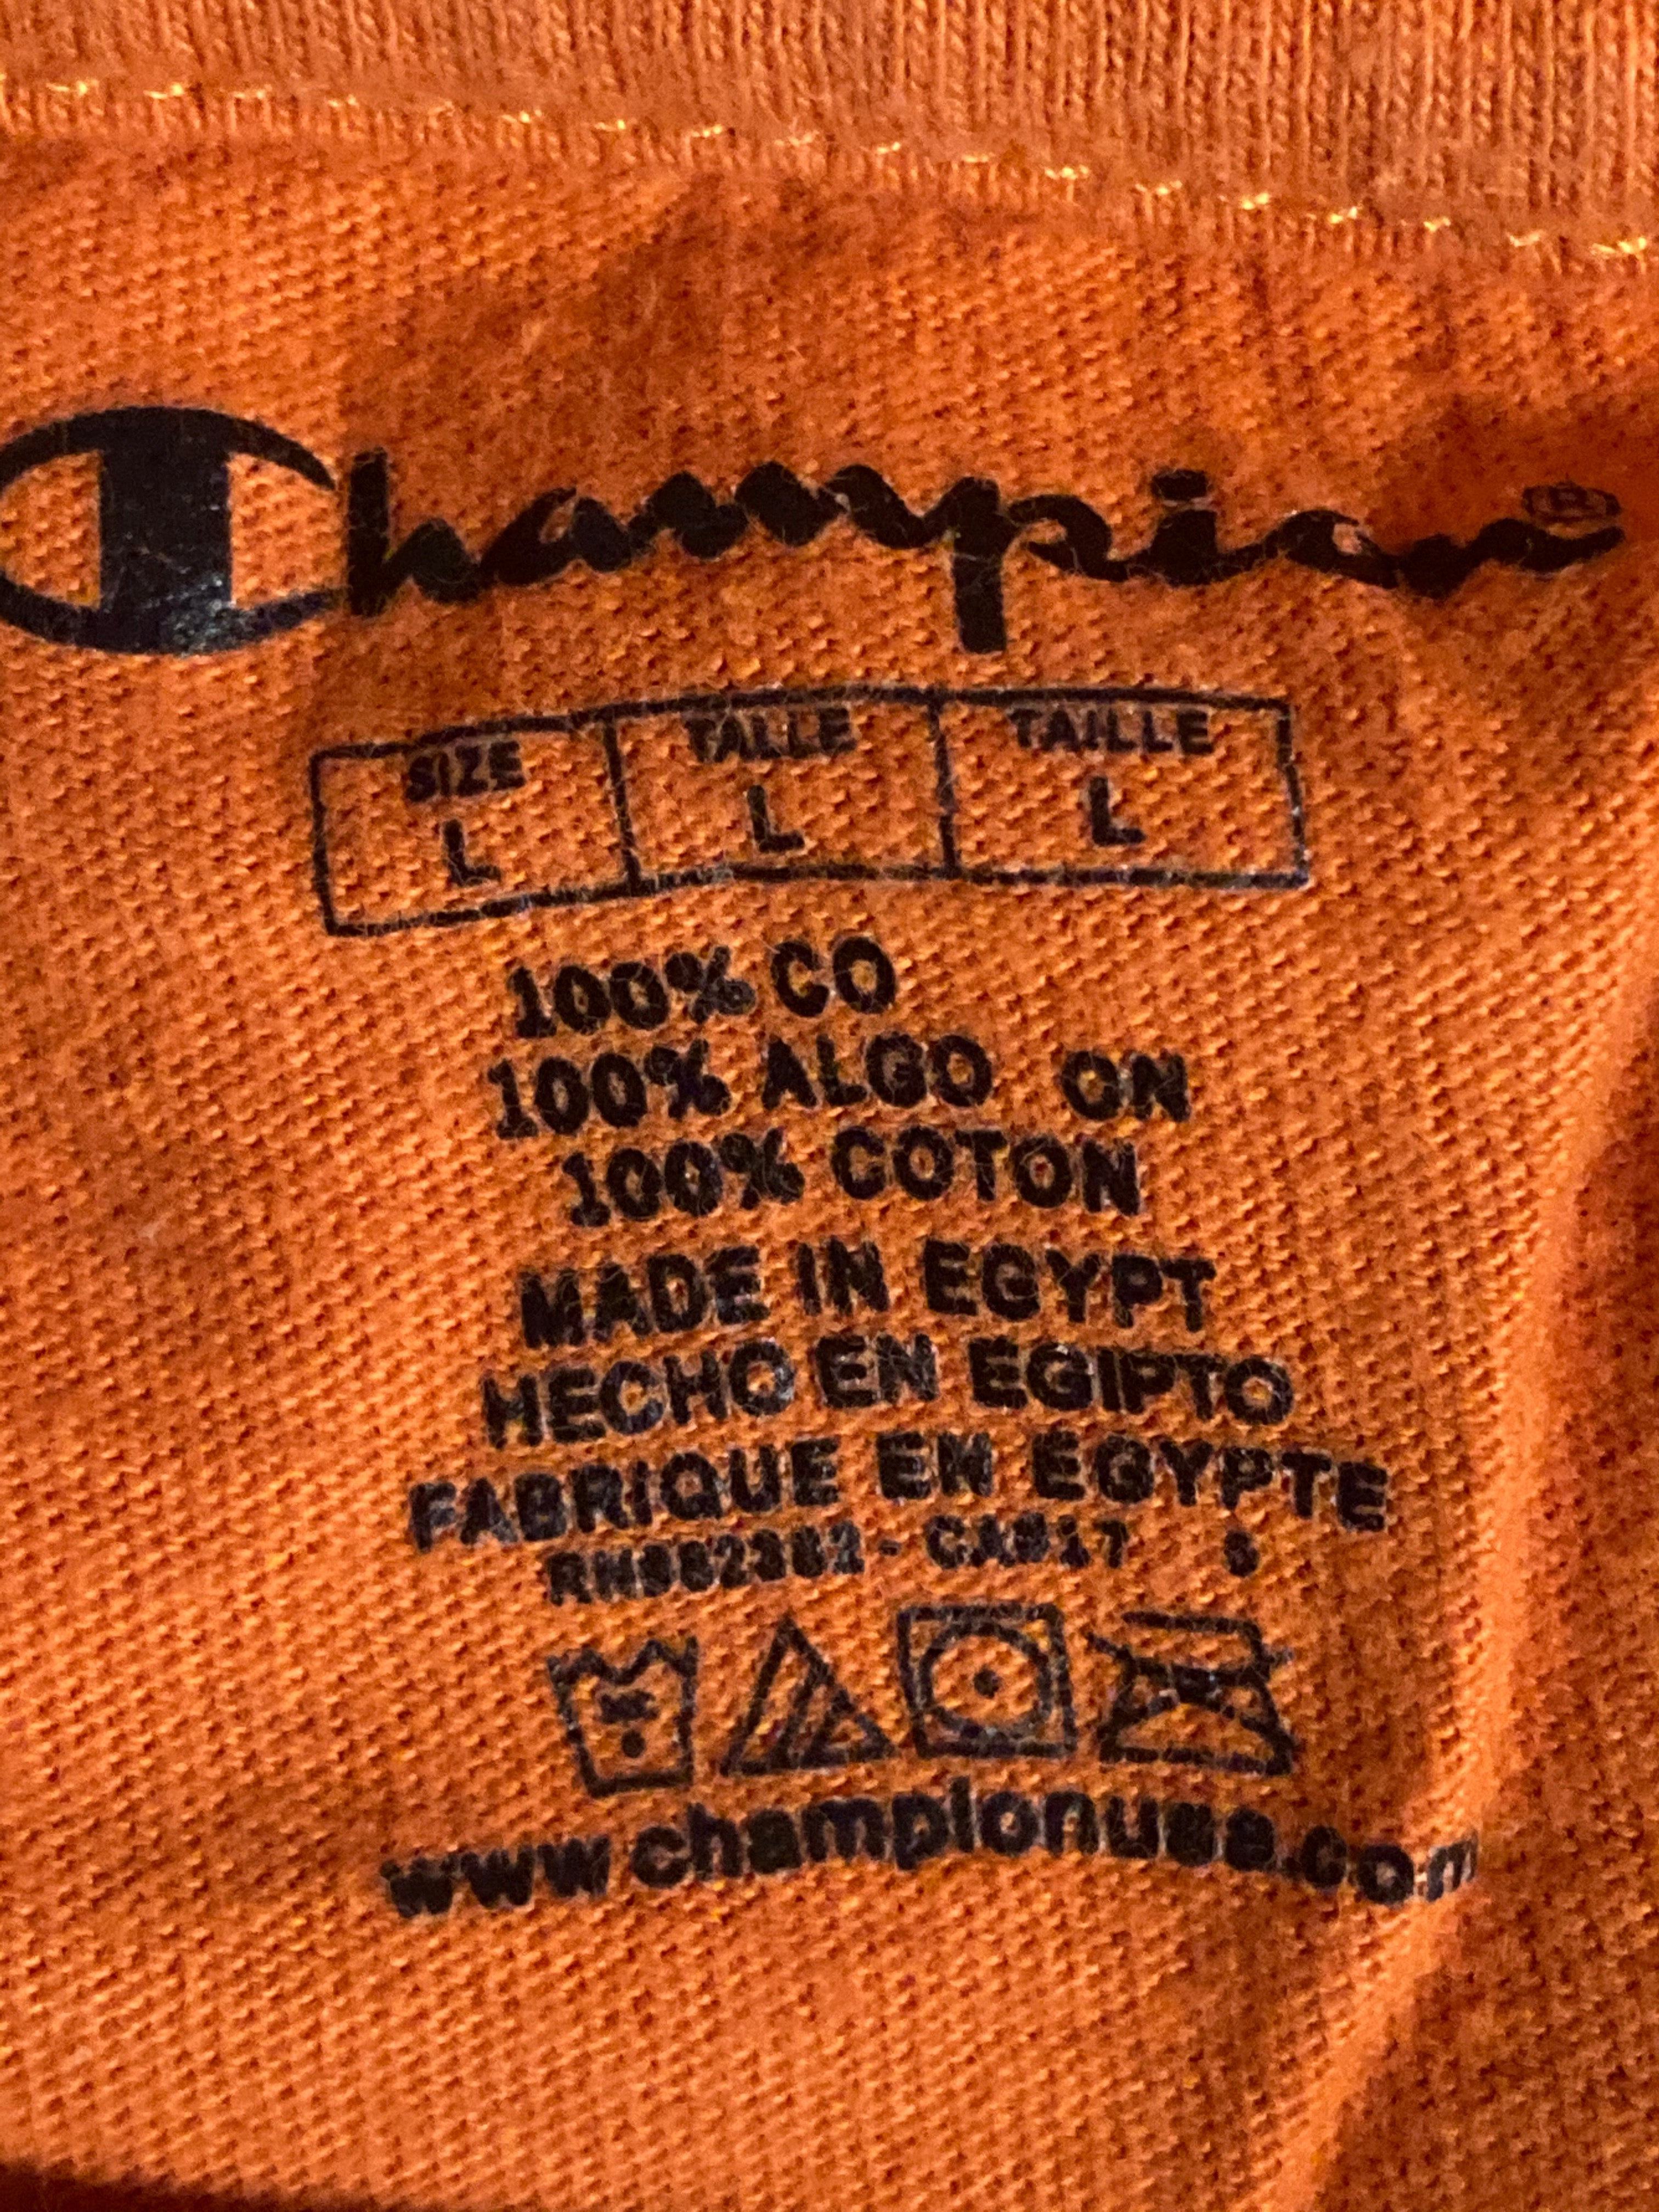 Champion®
SIZE TALLE TAILLE
L L L
100% CO
100% ALGO ON
100% COTON
MADE IN EGYPT
HECHO EN EGIPTO
FABRIQUE EN EGYPTE
www.championusa.com